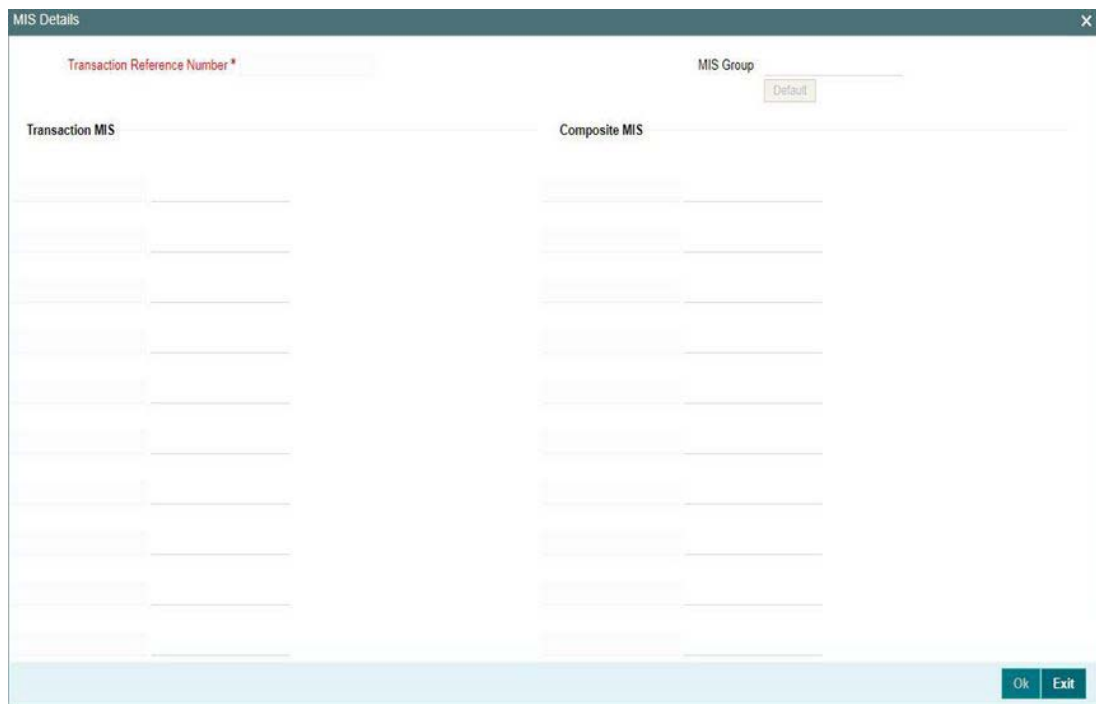 MIS Details X
Transaction Reference Number * MIS Group
Default
Transaction MIS Composite MIS
Ok Exit